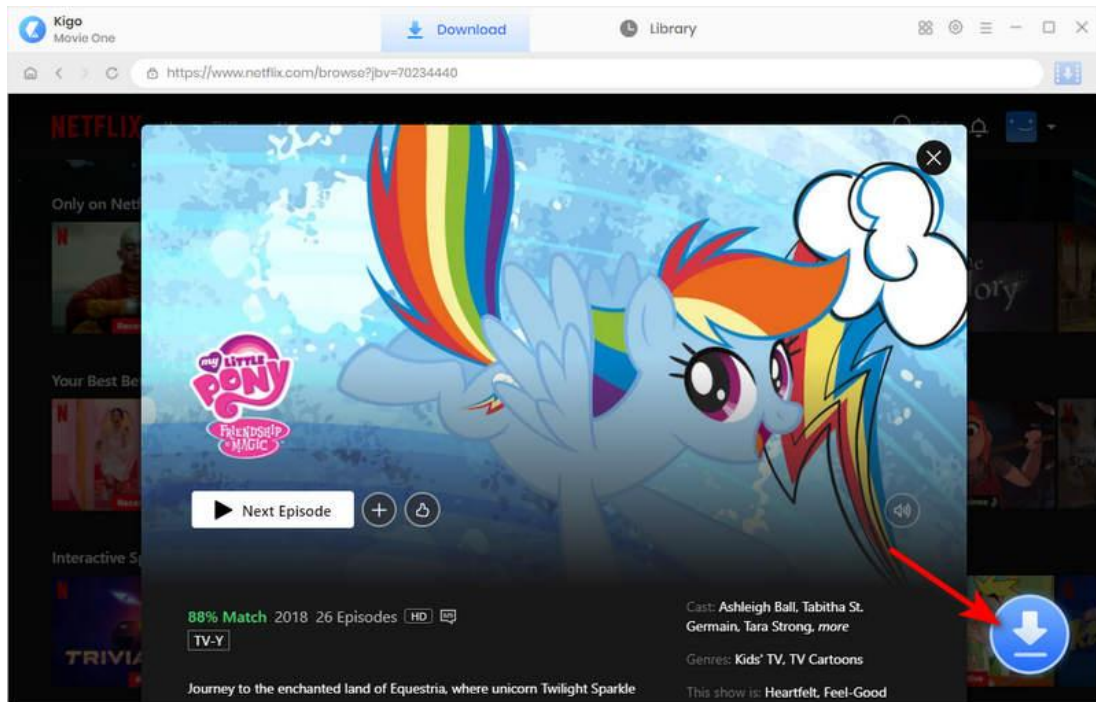 Kigo
Movie One
Download
Library
https://www.netflix.com/browse?jbv=70234440
NETFLIX
Only on Net
my LITTLE
PONY
FRIENDSHIP
is MAGIC
ory
Your Best Be
Next Episode
Interactive S
88% Match 2018 26 Episodes HD AD
TV-Y
Journey to the enchanted land of Equestria, where unicorn Twilight Sparkle
Cast: Ashleigh Ball, Tabitha St.
Germain, Tara Strong, more
Genres: Kids' TV, TV Cartoons
This show is: Heartfelt, Feel-Good
TRIVIA